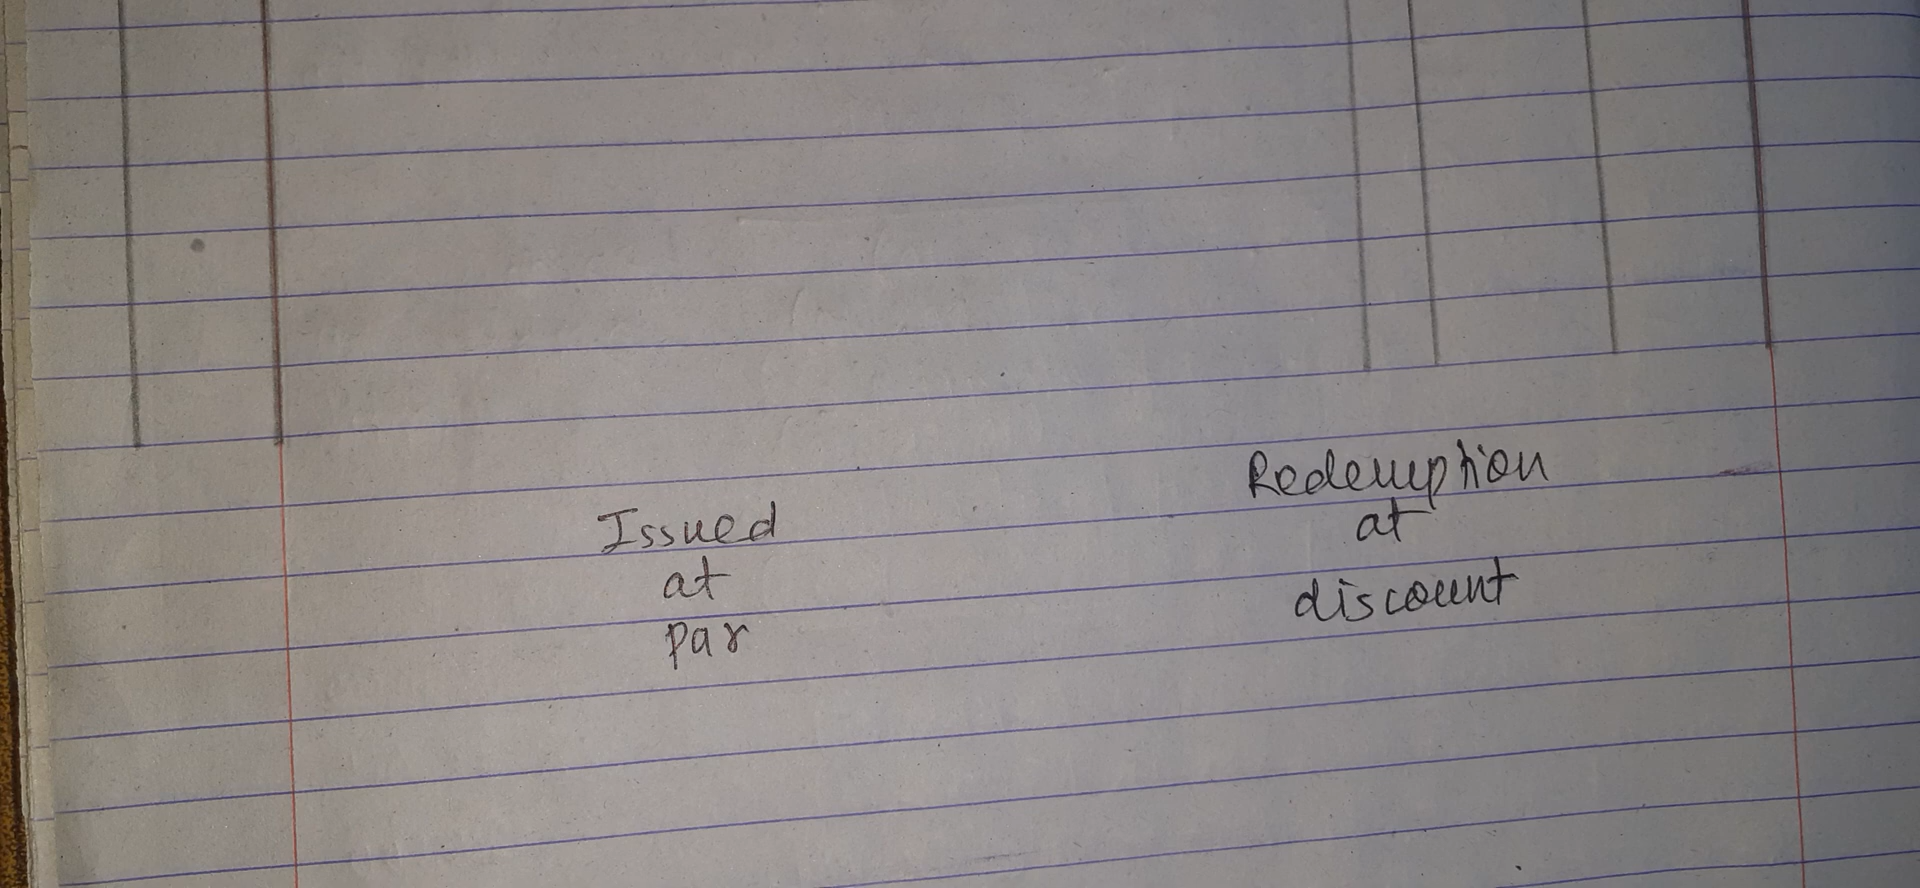 Issued
at
par
Redemption
at
discount